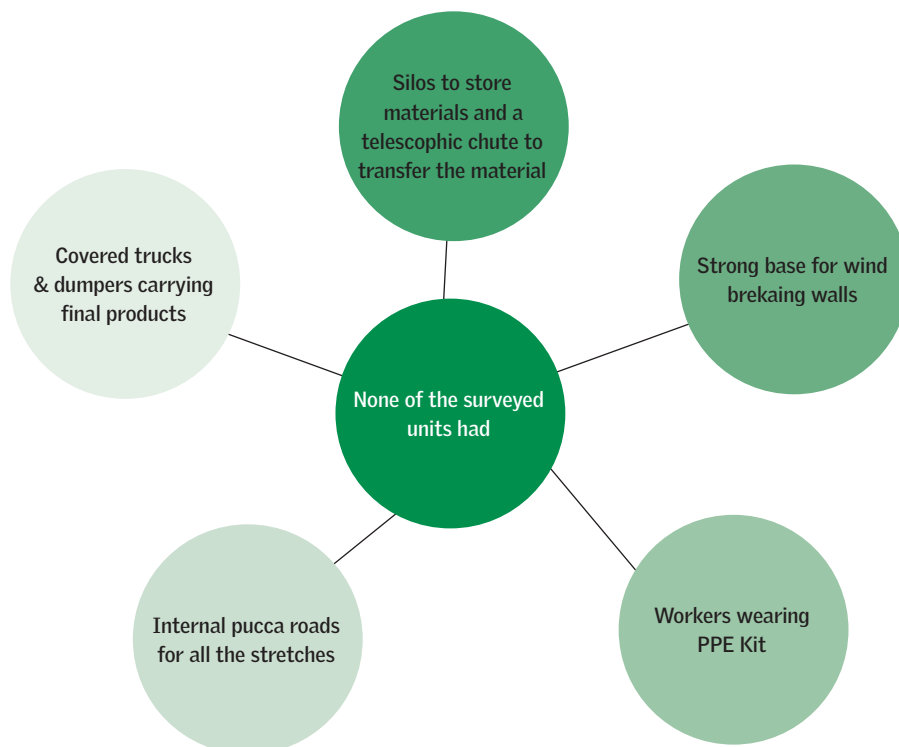 Silos to store
materials and a
telescophic chute to
transfer the material
Covered trucks
& dumpers carrying
final products
Strong base for wind
brekaing walls
None of the surveyed
units had
Internal pucca roads
for all the stretches
Workers wearing
PPE Kit